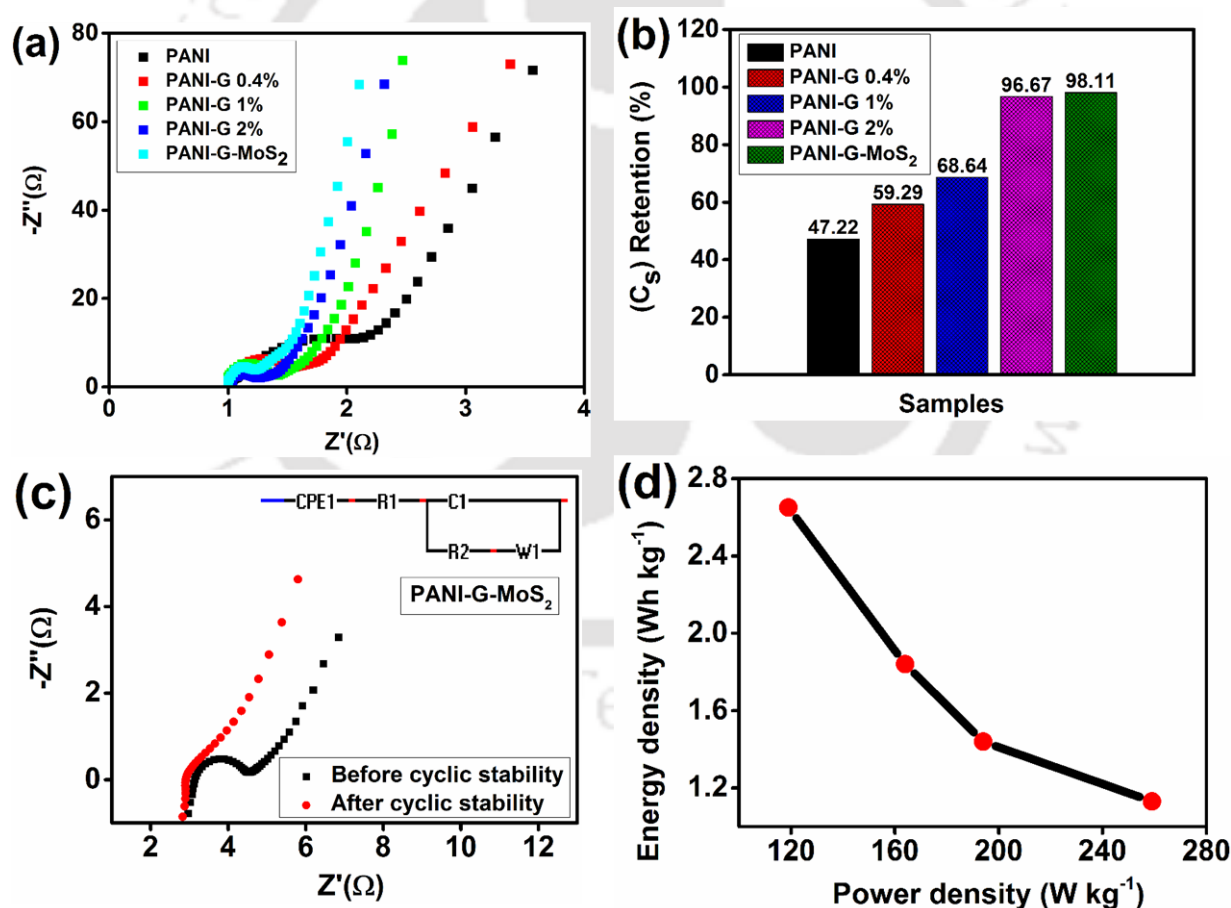 (a)
80
60
40
20
0
-Z''(Ω)
PANI
PANI-G 0.4%
PANI-G 1%
PANI-G 2%
PANI-G-MoS₂
0 1 2 3 4
Z'(Ω)
(b)
120
100
80
60
40
20
0
(Cₛ) Retention (%)
PANI
PANI-G 0.4%
PANI-G 1%
PANI-G 2%
PANI-G-MoS₂
47.22
59.29
68.64
96.67
98.11
Samples
(c)
6
4
2
0
-Z''(Ω)
CPE1 R1 C1
R2 W1
PANI-G-MoS₂
Before cyclic stability
After cyclic stability
2 4 6 8 10 12
Z'(Ω)
(d)
2.8
2.4
2.0
1.6
1.2
Energy density (Wh kg⁻¹)
120 160 200 240 280
Power density (W kg⁻¹)